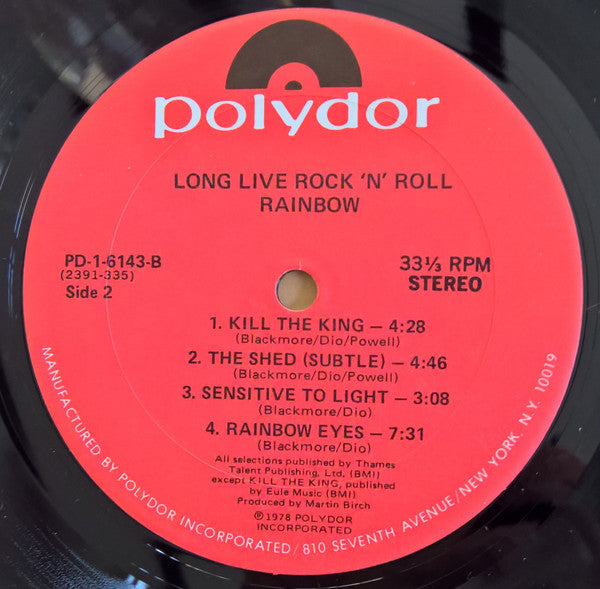 polydor
LONG LIVE ROCK 'N' ROLL
RAINBOW
PD-1-6143-B
(2391-335)
Side 2
33⅓ RPM
STEREO
1. KILL THE KING – 4:28
(Blackmore/Dio/Powell)
2. THE SHED (SUBTLE) – 4:46
(Blackmore/Dio/Powell)
3. SENSITIVE TO LIGHT – 3:08
(Blackmore/Dio)
4. RAINBOW EYES – 7:31
(Blackmore/Dio)
All selections published by Thames
Talent Publishing, Ltd. (BMI)
except KILL THE KING, published
by Eule Music (BMI)
Produced by Martin Birch
℗1978 POLYDOR
INCORPORATED
MANUFACTURED BY POLYDOR INCORPORATED/810 SEVENTH AVENUE/NEW YORK. N.Y. 10019